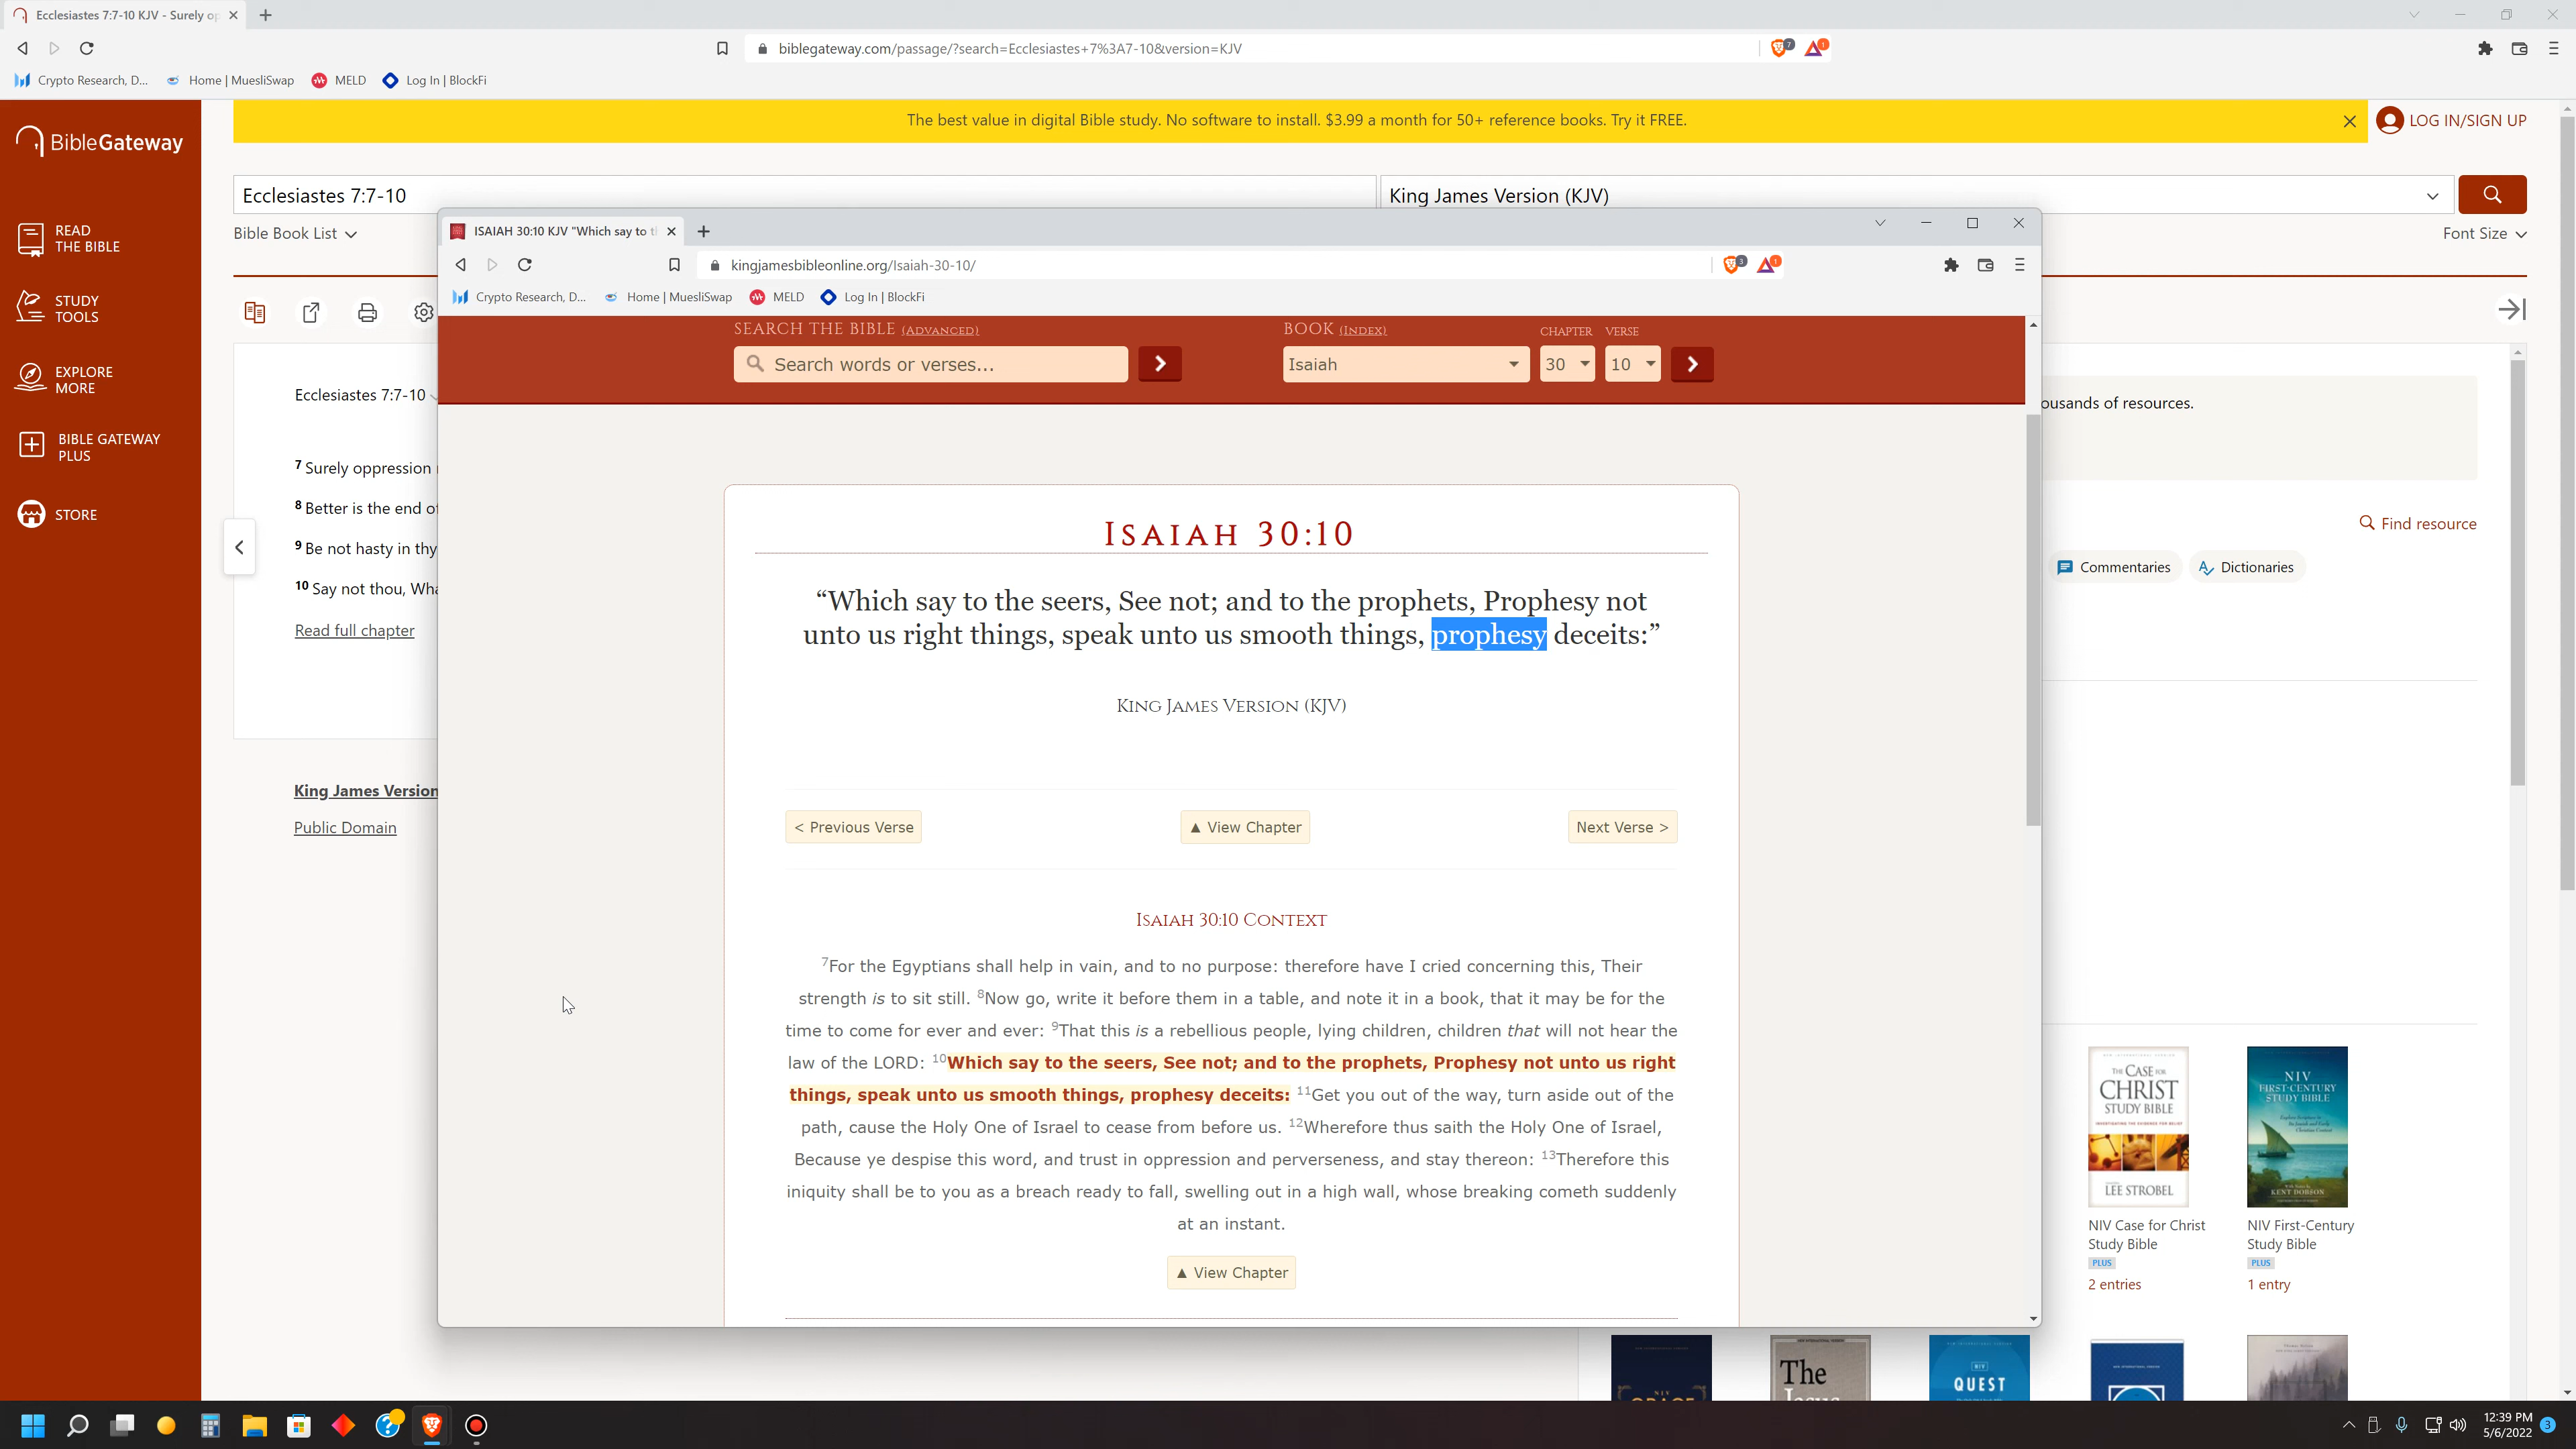 Ecclesiastes 7:7-10 KJV - Surely op
biblegateway.com/passage/?search=Ecclesiastes+7%3A7-10&version=KJV
7
1
Crypto Research, D...
Home | MuesliSwap
MELD
Log In | BlockFi
BibleGateway
The best value in digital Bible study. No software to install. $3.99 a month for 50+ reference books. Try it FREE.
LOG IN/SIGN UP
Ecclesiastes 7:7-10
King James Version (KJV)
Bible Book List
Font Size
READ
THE BIBLE
STUDY
TOOLS
EXPLORE
MORE
BIBLE GATEWAY
PLUS
STORE
Ecclesiastes 7:7-10
7 Surely oppression
8 Better is the end of
9 Be not hasty in thy
10 Say not thou, Wha
Read full chapter
King James Version
Public Domain
ISAIAH 30:10 KJV "Which say to t
kingjamesbibleonline.org/Isaiah-30-10/
3
1
Crypto Research, D...
Home | MuesliSwap
MELD
Log In | BlockFi
SEARCH THE BIBLE (ADVANCED)
BOOK (INDEX)
CHAPTER
VERSE
Search words or verses...
Isaiah
30
10
ISAIAH 30:10
“Which say to the seers, See not; and to the prophets, Prophesy not
unto us right things, speak unto us smooth things, prophesy deceits:”
KING JAMES VERSION (KJV)
< Previous Verse
▲ View Chapter
Next Verse >
ISAIAH 30:10 CONTEXT
7For the Egyptians shall help in vain, and to no purpose: therefore have I cried concerning this, Their
strength is to sit still. 8Now go, write it before them in a table, and note it in a book, that it may be for the
time to come for ever and ever: 9That this is a rebellious people, lying children, children that will not hear the
law of the LORD: 10Which say to the seers, See not; and to the prophets, Prophesy not unto us right
things, speak unto us smooth things, prophesy deceits: 11Get you out of the way, turn aside out of the
path, cause the Holy One of Israel to cease from before us. 12Wherefore thus saith the Holy One of Israel,
Because ye despise this word, and trust in oppression and perverseness, and stay thereon: 13Therefore this
iniquity shall be to you as a breach ready to fall, swelling out in a high wall, whose breaking cometh suddenly
at an instant.
▲ View Chapter
ousands of resources.
Find resource
Commentaries
Dictionaries
THE CASE FOR
CHRIST
STUDY BIBLE
LEE STROBEL
NIV
FIRST-CENTURY
STUDY BIBLE
KENT DOBSON
NIV Case for Christ
Study Bible
PLUS
2 entries
NIV First-Century
Study Bible
PLUS
1 entry
NIV
The
NIV
QUEST
12:39 PM
5/6/2022
3